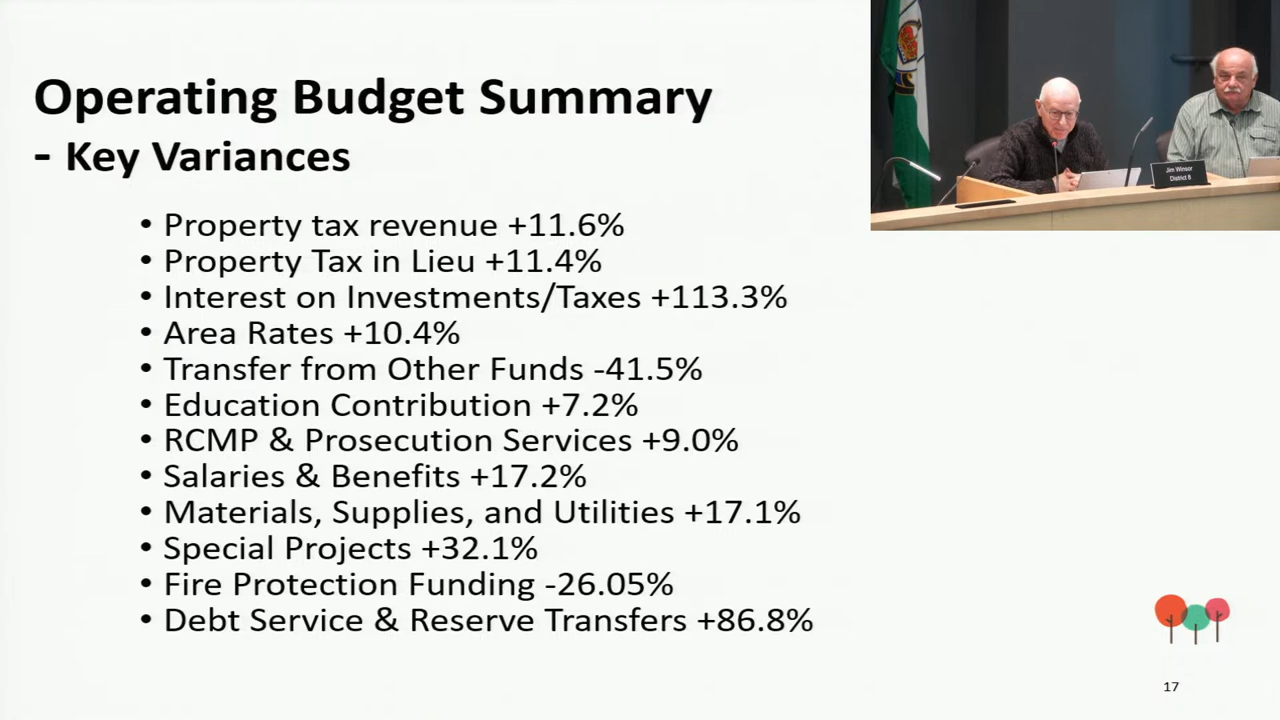 Operating Budget Summary
- Key Variances
• Property tax revenue +11.6%
• Property Tax in Lieu +11.4%
• Interest on Investments/Taxes +113.3%
• Area Rates +10.4%
• Transfer from Other Funds -41.5%
• Education Contribution +7.2%
• RCMP & Prosecution Services +9.0%
• Salaries & Benefits +17.2%
• Materials, Supplies, and Utilities +17.1%
• Special Projects +32.1%
• Fire Protection Funding -26.05%
• Debt Service & Reserve Transfers +86.8%
Jim Winsor
District 8
17